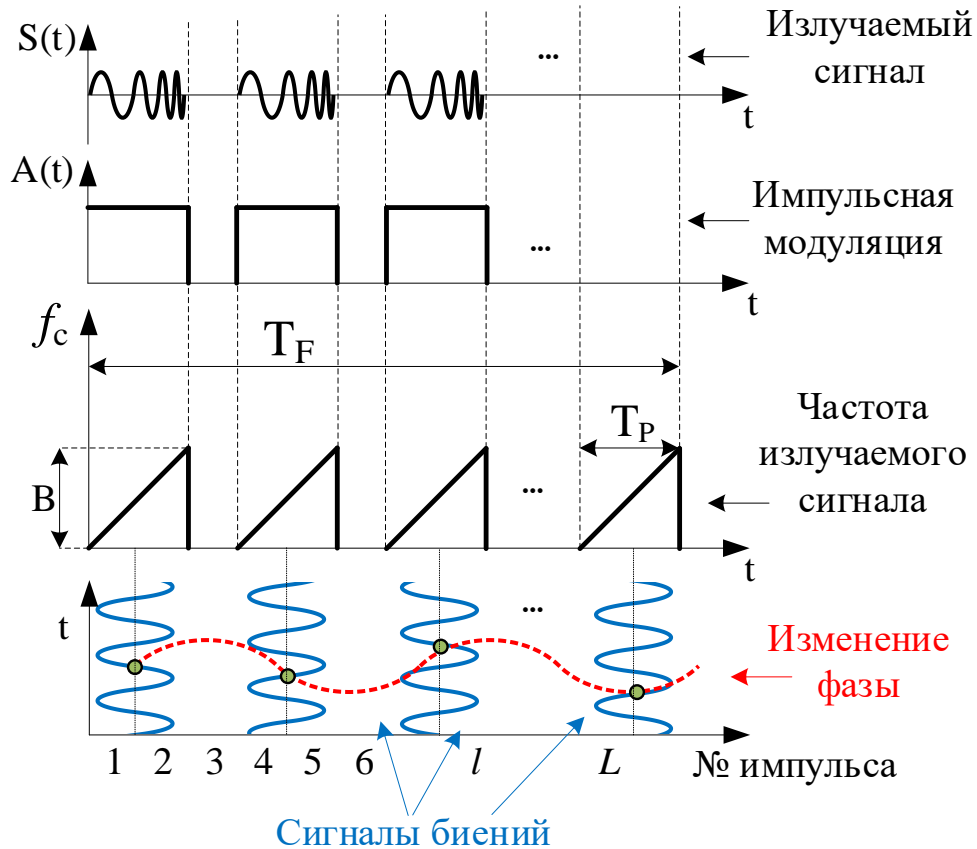 S(t)
...
Излучаемый
сигнал
t
A(t)
...
Импульсная
модуляция
t
fc
TF
TP
B
...
Частота
излучаемого
сигнала
t
t
...
Изменение
фазы
1 2 3 4 5 6 l L № импульса
Сигналы биений